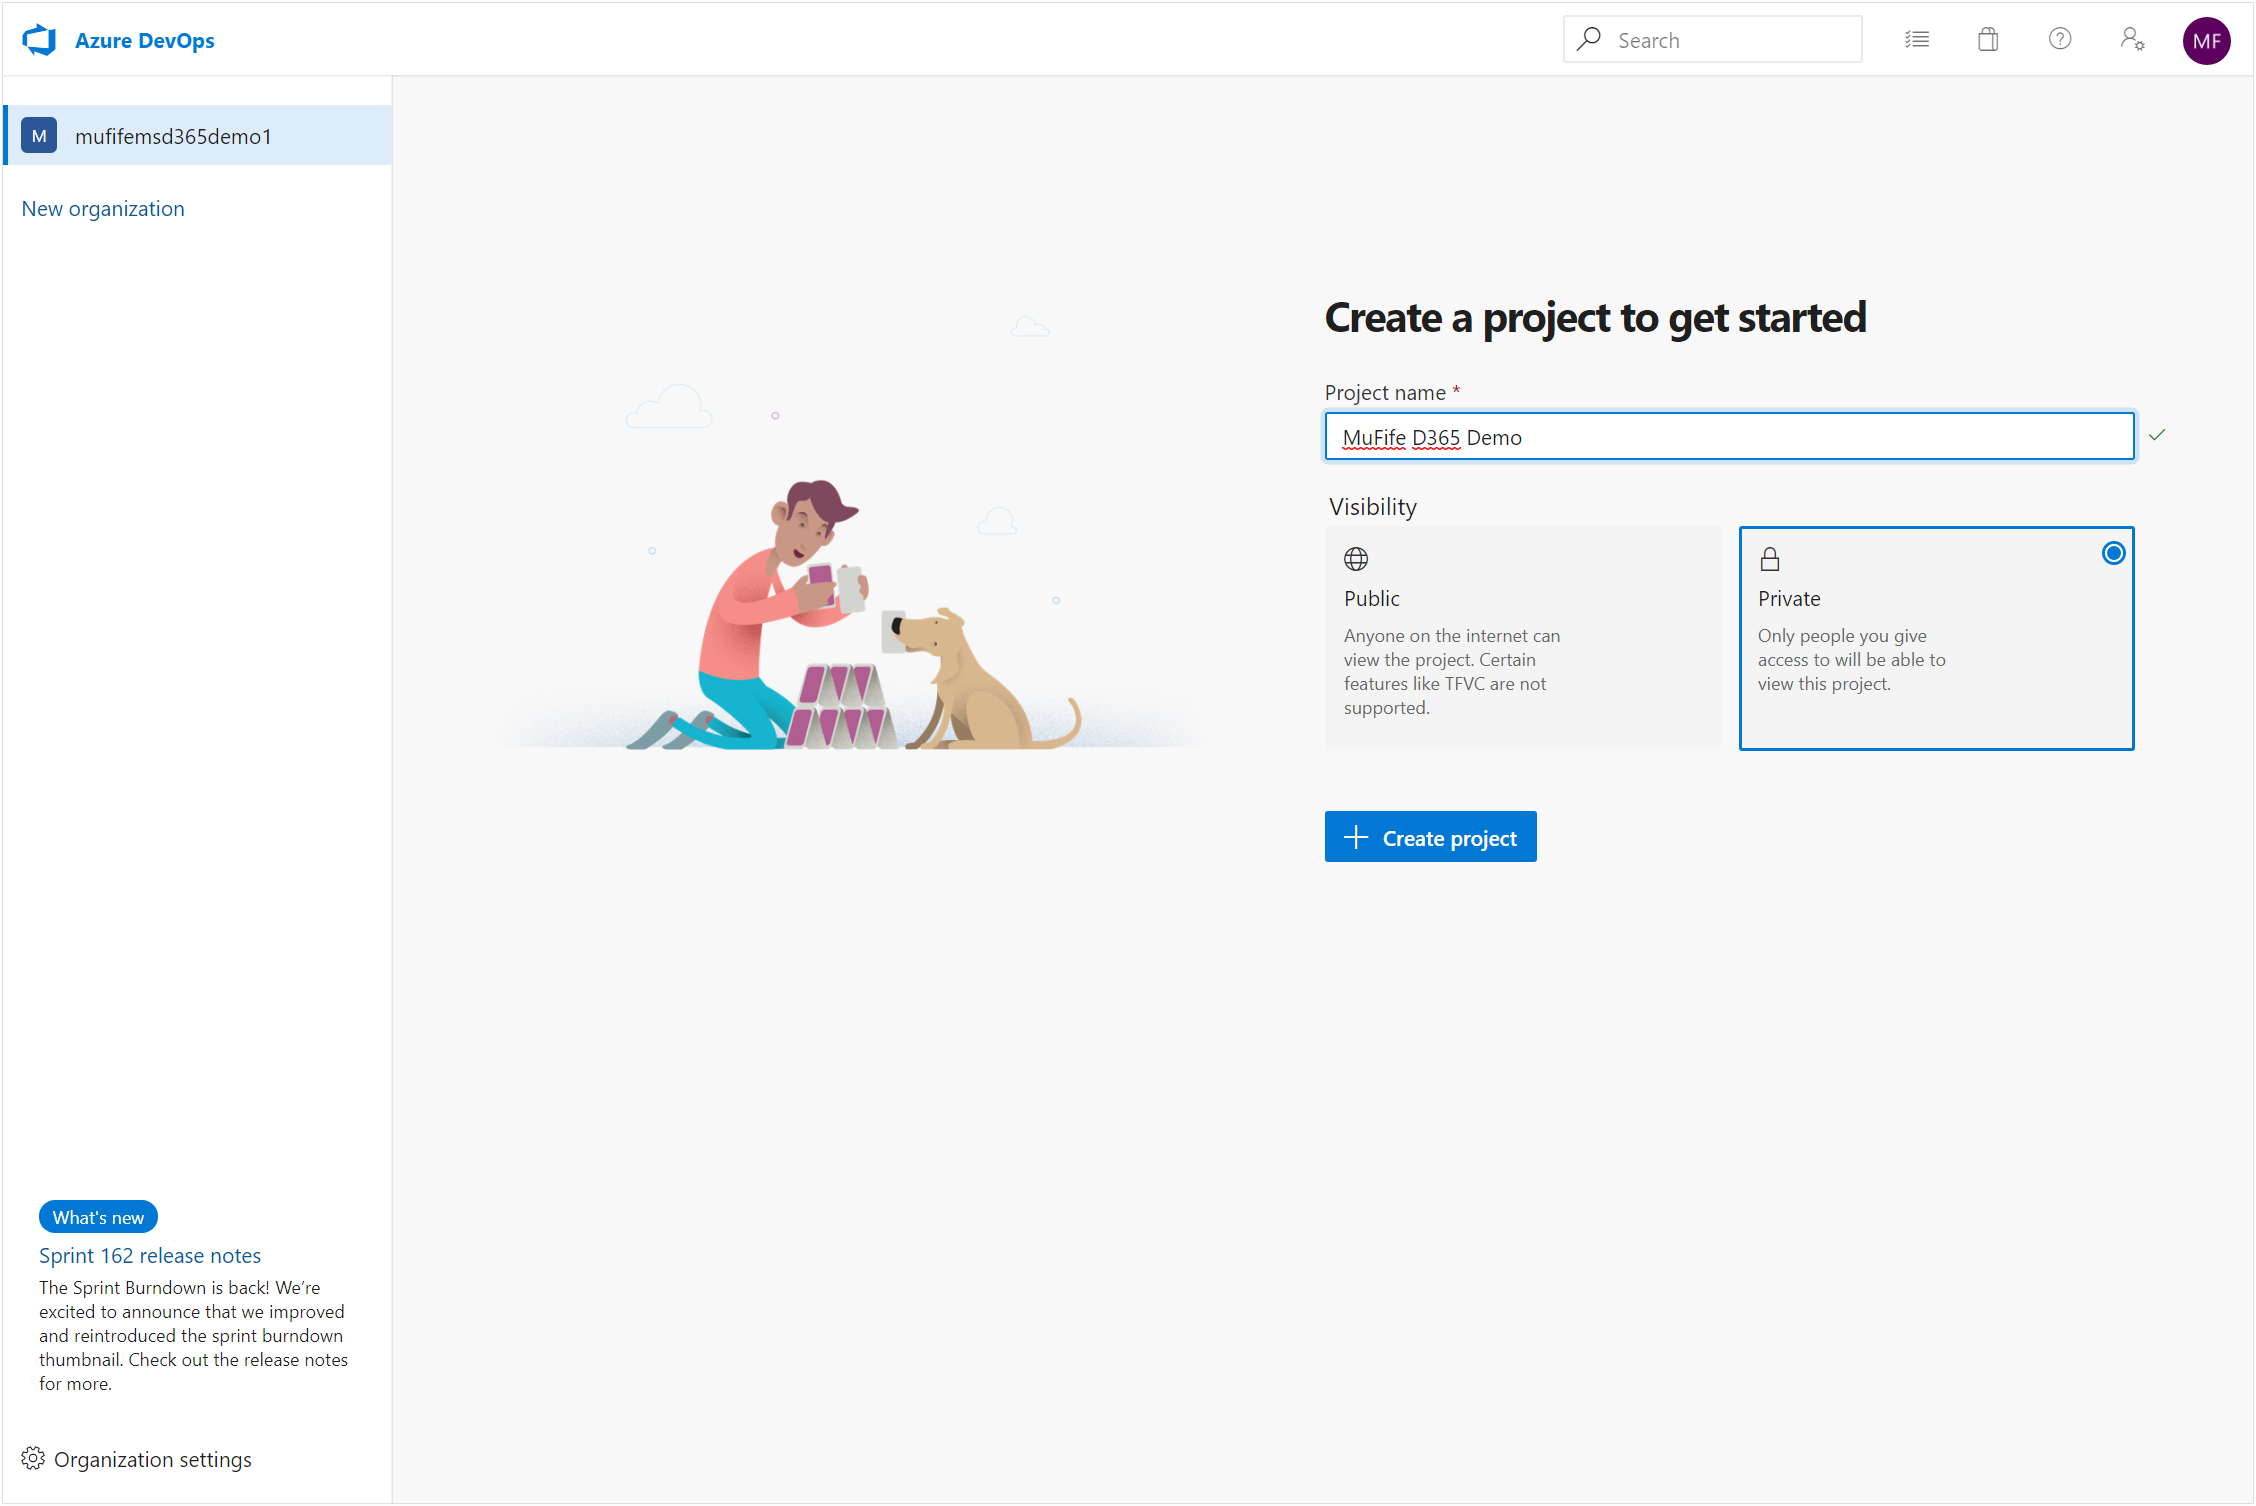 Azure DevOps
Search
MF
M
mufifemsd365demo1
New organization
Create a project to get started
Project name *
MuFife D365 Demo
Visibility
Public
Anyone on the internet can
view the project. Certain
features like TFVC are not
supported.
Private
Only people you give
access to will be able to
view this project.
Create project
What's new
Sprint 162 release notes
The Sprint Burndown is back! We’re
excited to announce that we improved
and reintroduced the sprint burndown
thumbnail. Check out the release notes
for more.
Organization settings